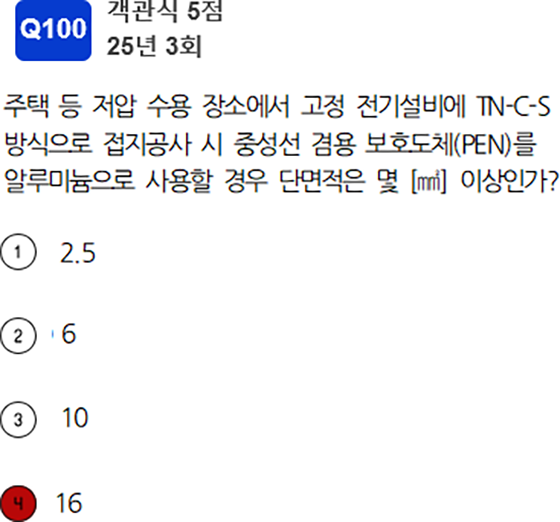 Q100
객관식 5점
25년 3회
주택 등 저압 수용 장소에서 고정 전기설비에 TN-C-S
방식으로 접지공사 시 중성선 겸용 보호도체(PEN)를
알루미늄으로 사용할 경우 단면적은 몇 [㎟] 이상인가?
1 2.5
2 6
3 10
4 16